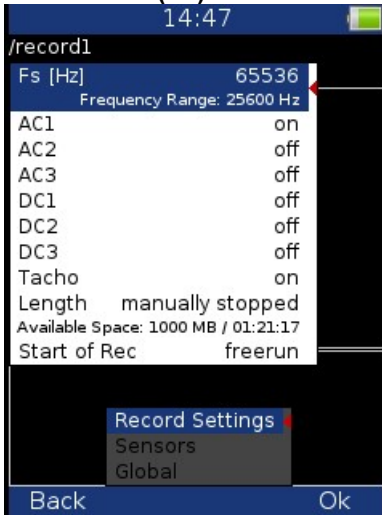 14:47
/record1
Fs [Hz] 65536
Frequency Range: 25600 Hz
AC1 on
AC2 off
AC3 off
DC1 off
DC2 off
DC3 off
Tacho on
Length manually stopped
Available Space: 1000 MB / 01:21:17
Start of Rec freerun
Record Settings
Sensors
Global
Back Ok